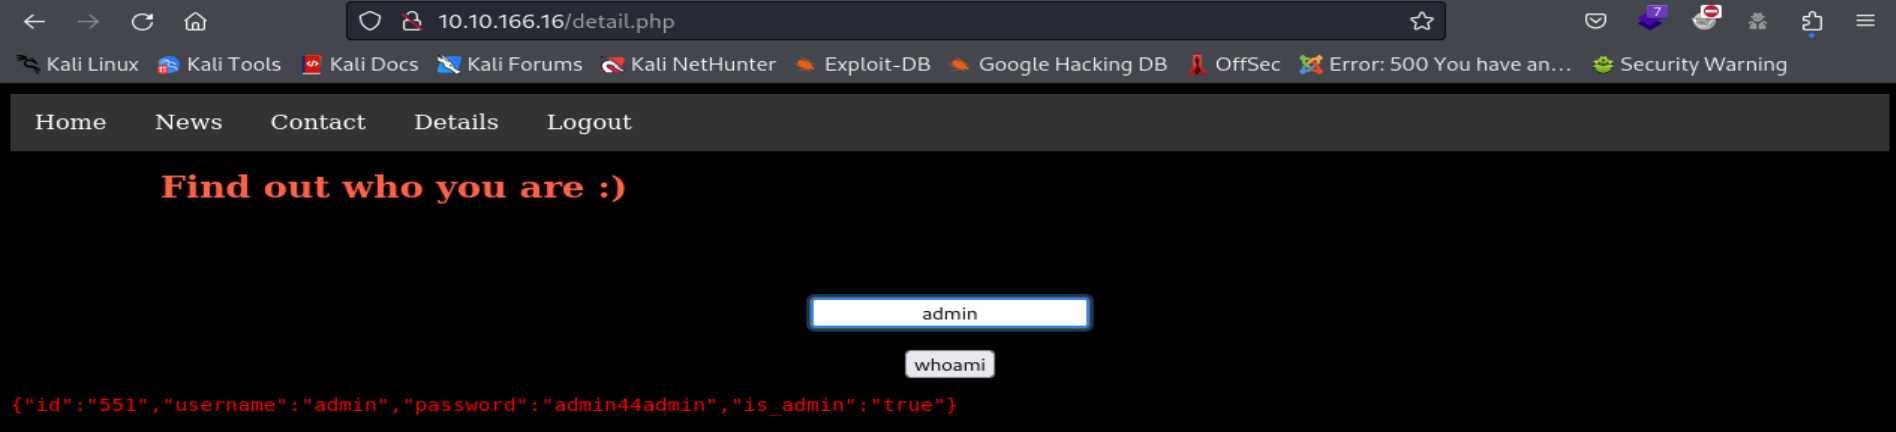 10.10.166.16/detail.php
7
Kali Linux Kali Tools Kali Docs Kali Forums Kali NetHunter Exploit-DB Google Hacking DB OffSec Error: 500 You have an... Security Warning
Home News Contact Details Logout
Find out who you are :)
admin
whoami
{"id":"551","username":"admin","password":"admin44admin","is_admin":"true"}